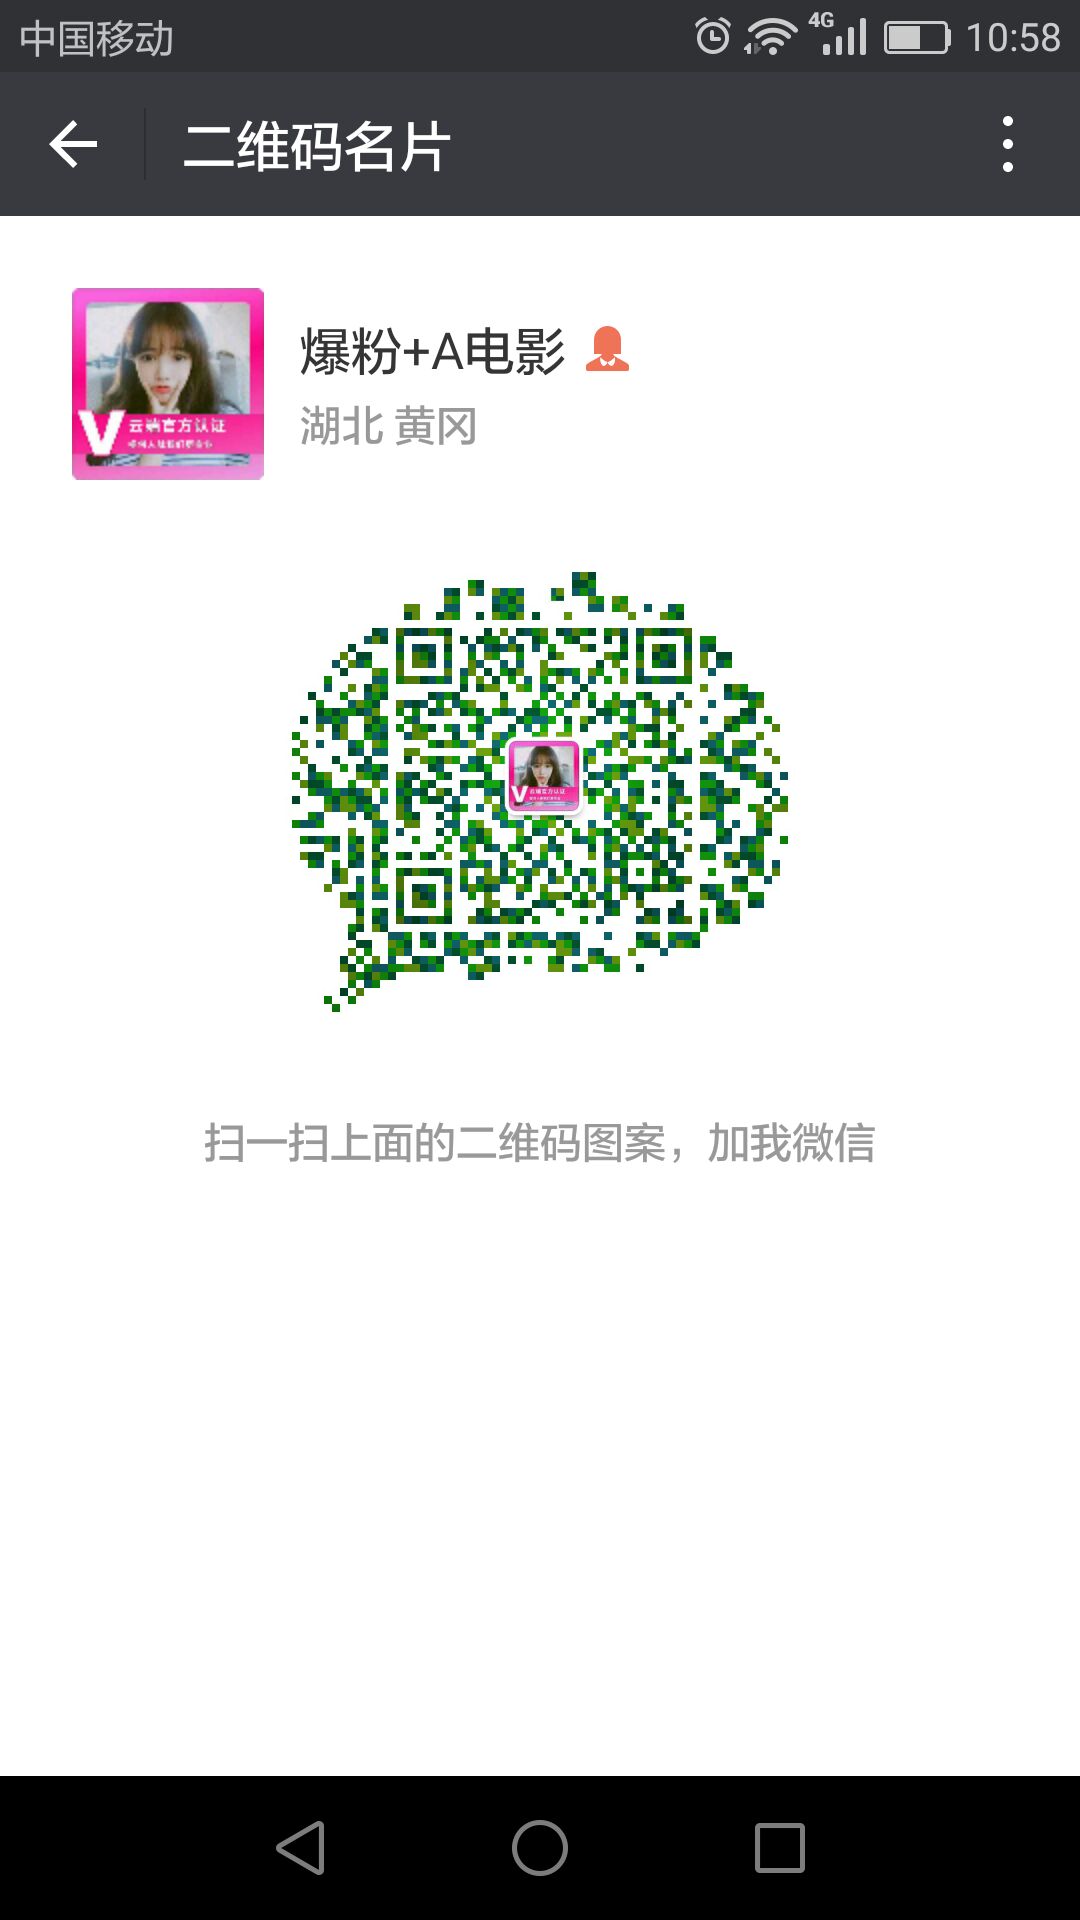 中国移动 4G 10:58
二维码名片
爆粉+A电影
湖北 黄冈
V 云端官方认证
扫一扫上面的二维码图案，加我微信